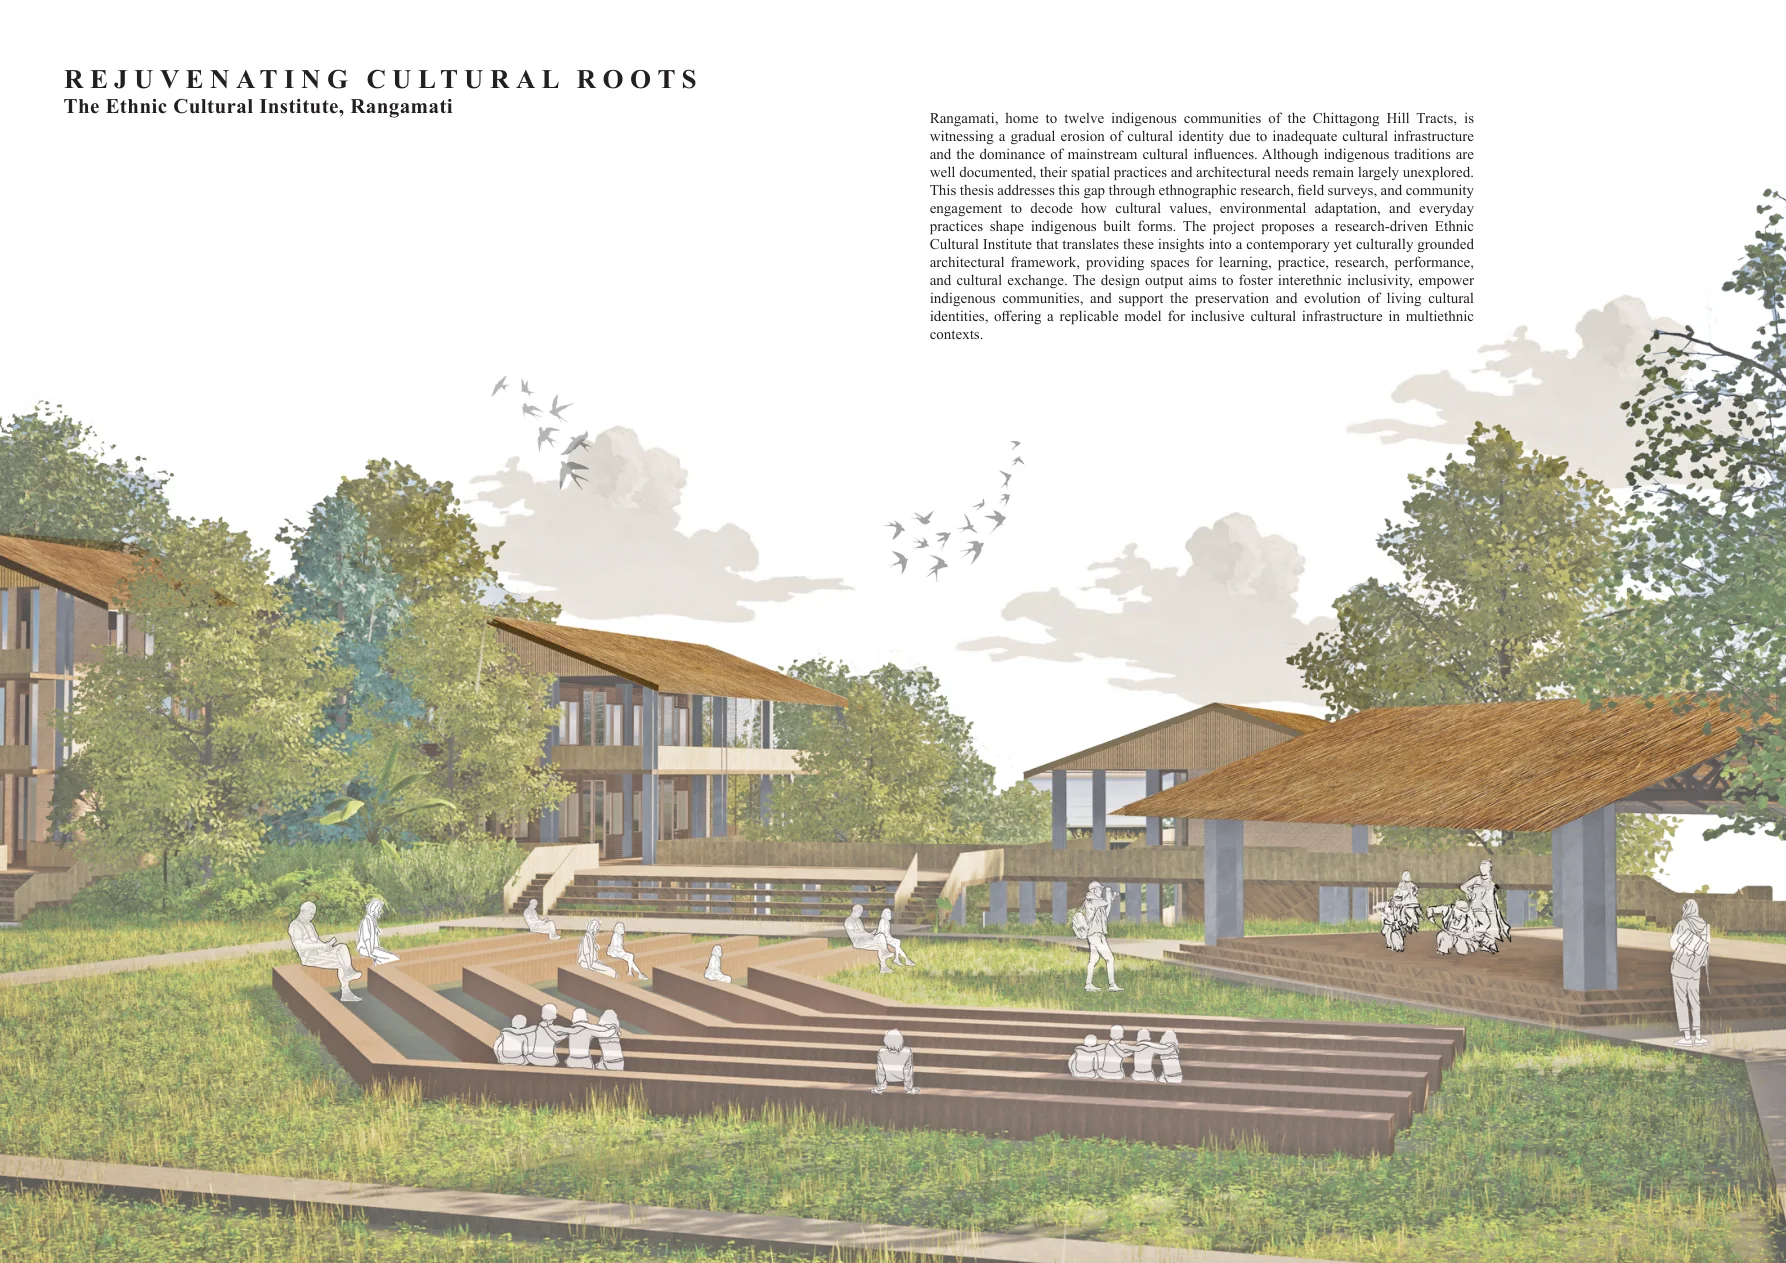 REJUVENATING CULTURAL ROOTS
The Ethnic Cultural Institute, Rangamati
Rangamati, home to twelve indigenous communities of the Chittagong Hill Tracts, is
witnessing a gradual erosion of cultural identity due to inadequate cultural infrastructure
and the dominance of mainstream cultural influences. Although indigenous traditions are
well documented, their spatial practices and architectural needs remain largely unexplored.
This thesis addresses this gap through ethnographic research, field surveys, and community
engagement to decode how cultural values, environmental adaptation, and everyday
practices shape indigenous built forms. The project proposes a research-driven Ethnic
Cultural Institute that translates these insights into a contemporary yet culturally grounded
architectural framework, providing spaces for learning, practice, research, performance,
and cultural exchange. The design output aims to foster interethnic inclusivity, empower
indigenous communities, and support the preservation and evolution of living cultural
identities, offering a replicable model for inclusive cultural infrastructure in multiethnic
contexts.